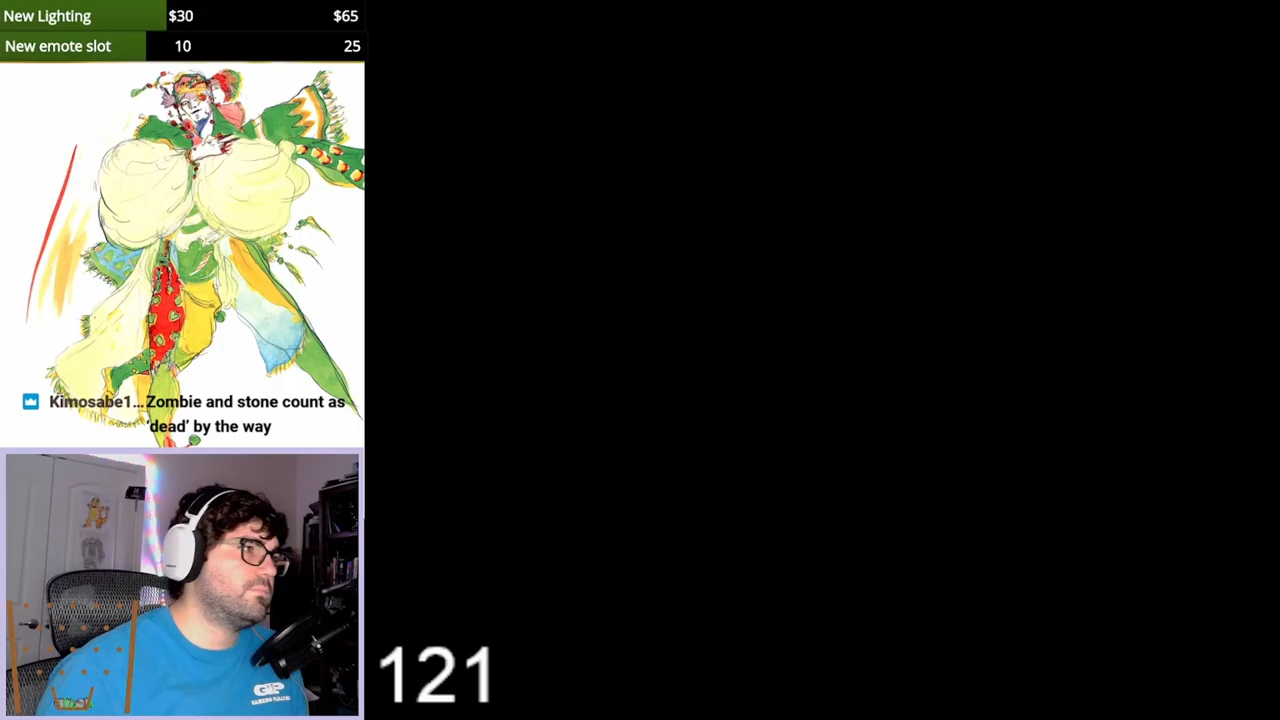 New Lighting $30 $65
New emote slot 10 25
Kimosabe1... Zombie and stone count as
'dead' by the way
121